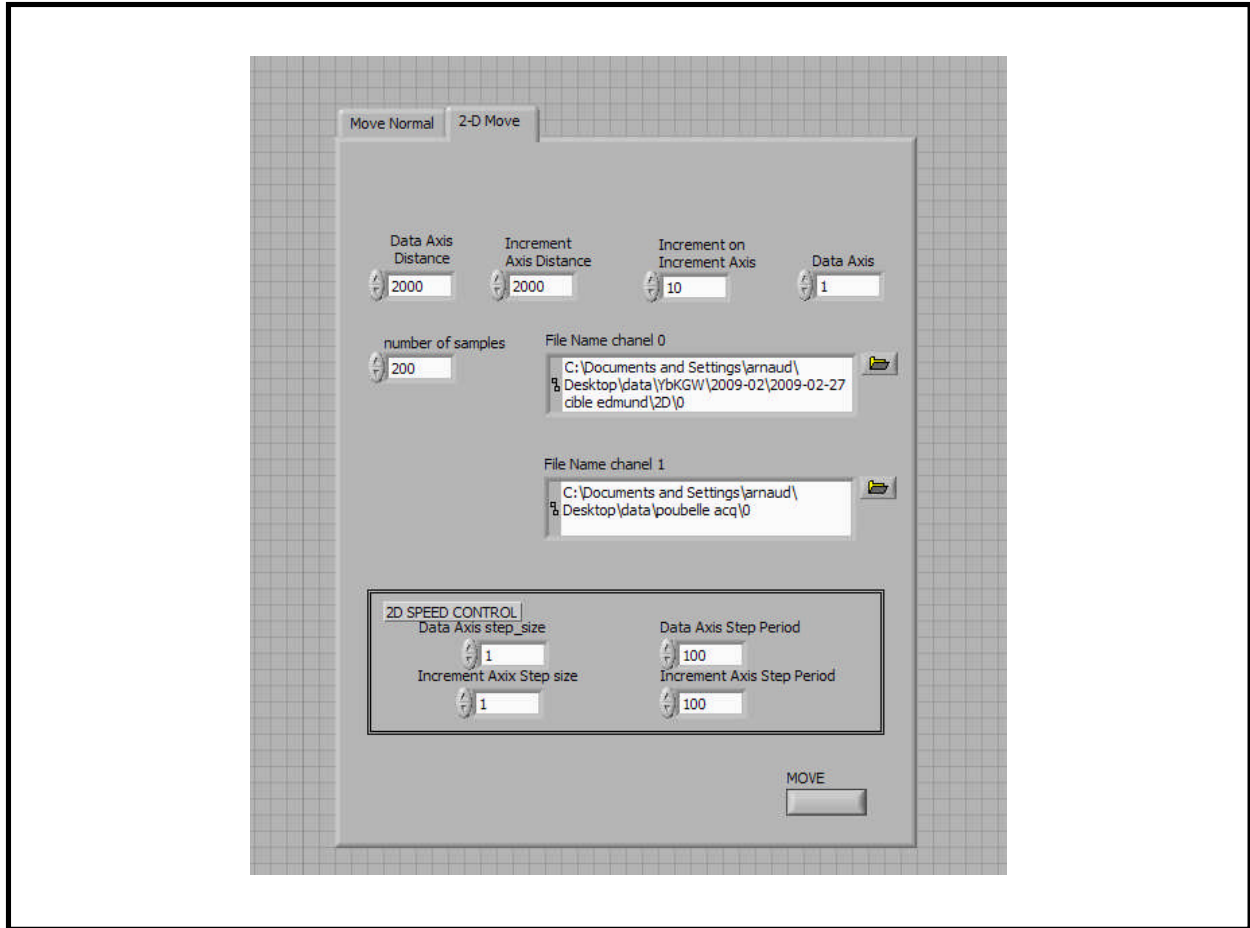 Move Normal
2-D Move
Data Axis
Distance
2000
Increment
Axis Distance
2000
Increment on
Increment Axis
10
Data Axis
1
number of samples
200
File Name chanel 0
C:\Documents and Settings\arnaud\
Desktop\data\YbKGW\2009-02\2009-02-27
cible edmund\2D\0
File Name chanel 1
C:\Documents and Settings\arnaud\
Desktop\data\poubelle acq\0
2D SPEED CONTROL
Data Axis step_size
1
Data Axis Step Period
100
Increment Axix Step size
1
Increment Axis Step Period
100
MOVE